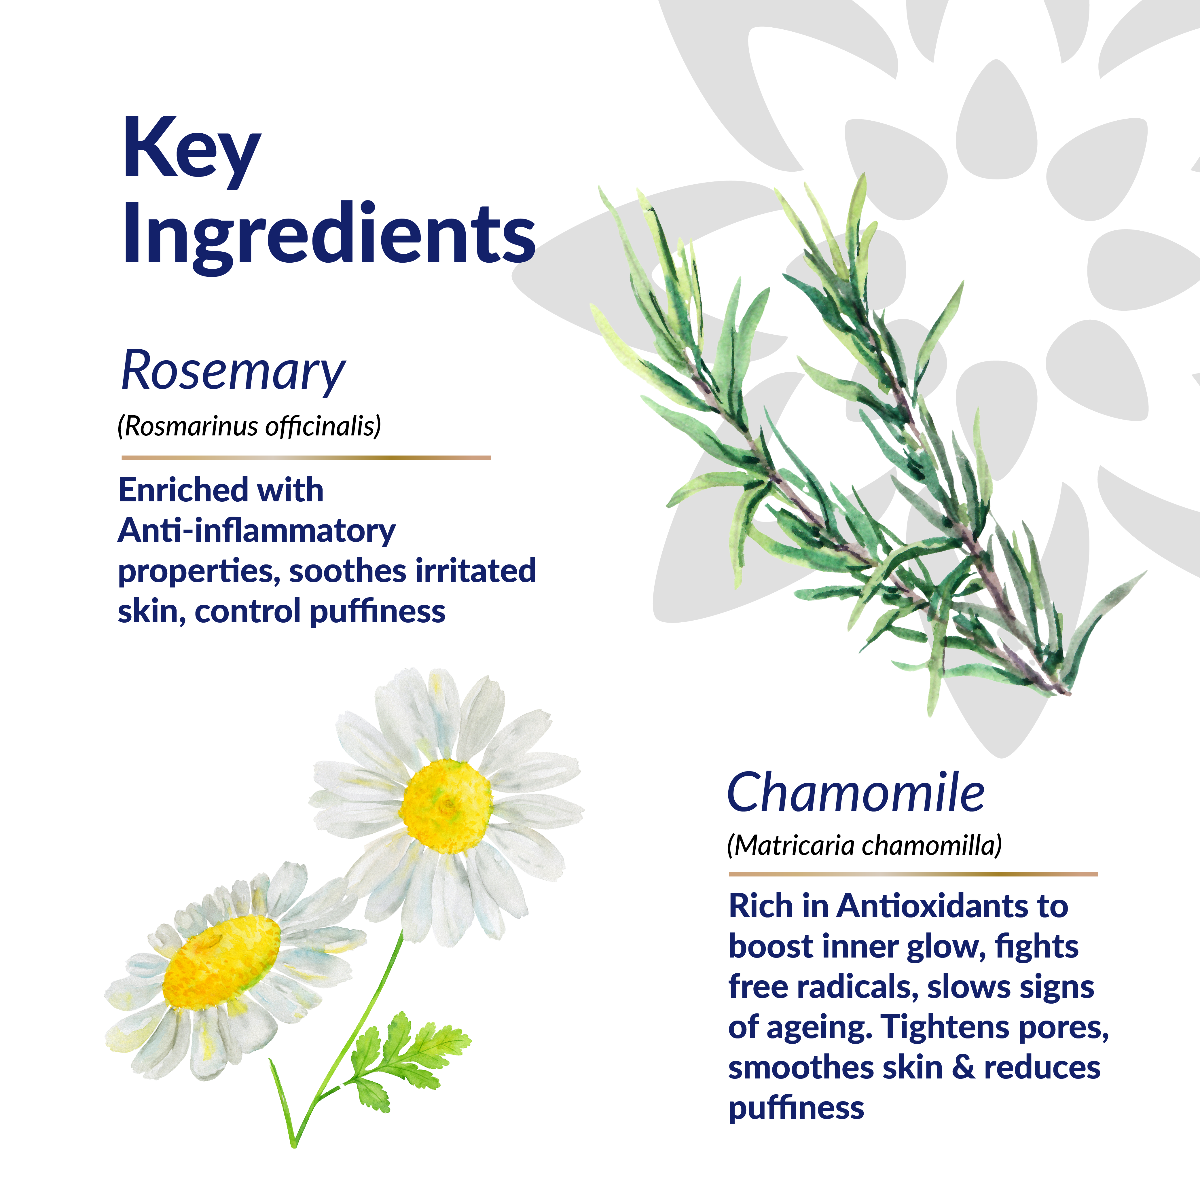 Key
Ingredients
Rosemary
(Rosmarinus officinalis)
Enriched with
Anti-inflammatory
properties, soothes irritated
skin, control puffiness
Chamomile
(Matricaria chamomilla)
Rich in Antioxidants to
boost inner glow, fights
free radicals, slows signs
of ageing. Tightens pores,
smoothes skin & reduces
puffiness